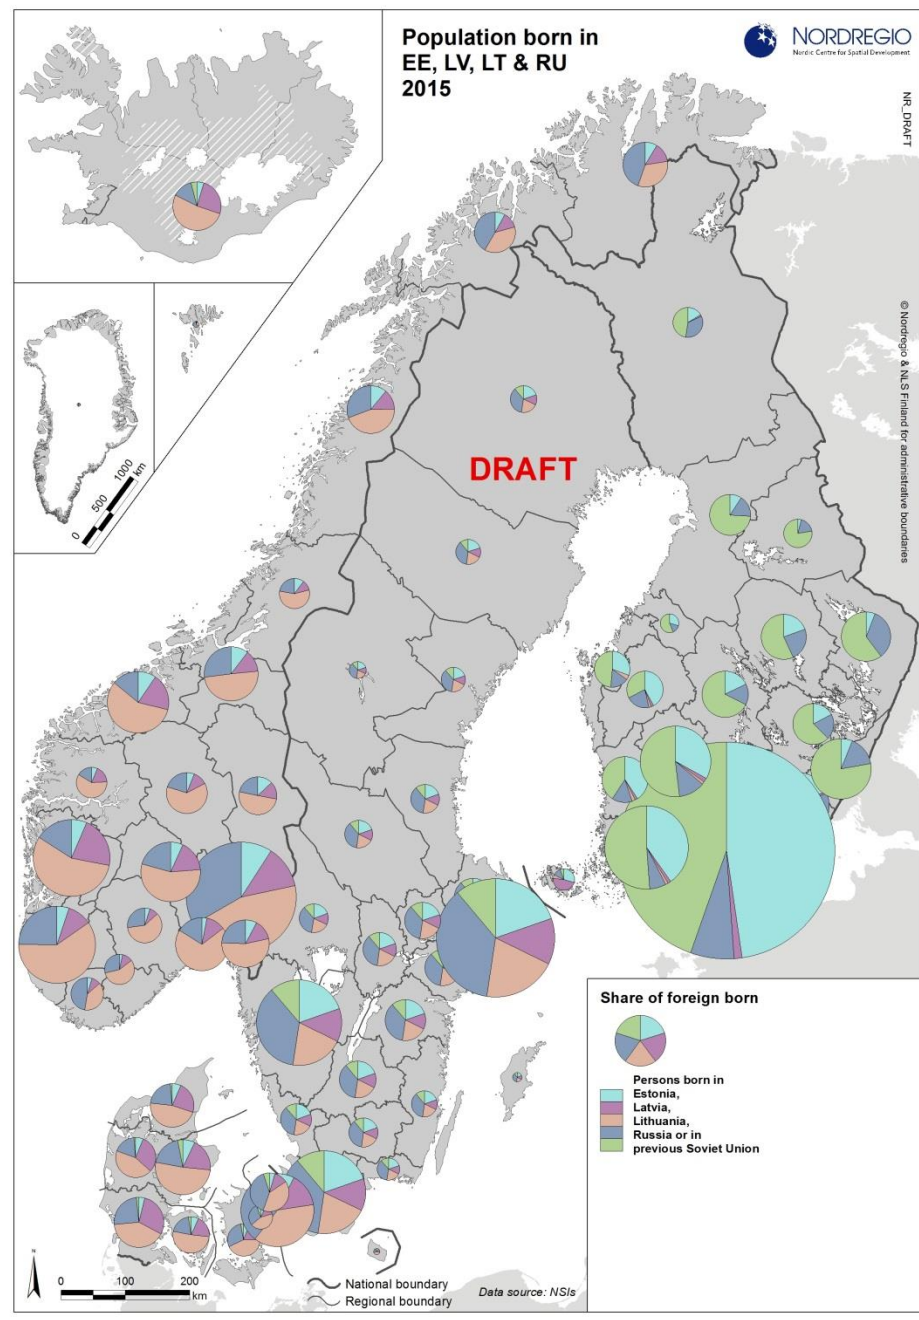 Population born in
EE, LV, LT & RU
2015
NORDREGIO
Nordic Centre for Spatial Development
NR_DRAFT
© Nordregio & NLS Finland for administrative boundaries
0 500 1000
km
DRAFT
Share of foreign born
Persons born in
Estonia,
Latvia,
Lithuania,
Russia or in
previous Soviet Union
N
0 100 200
km
National boundary
Regional boundary
Data source: NSIs